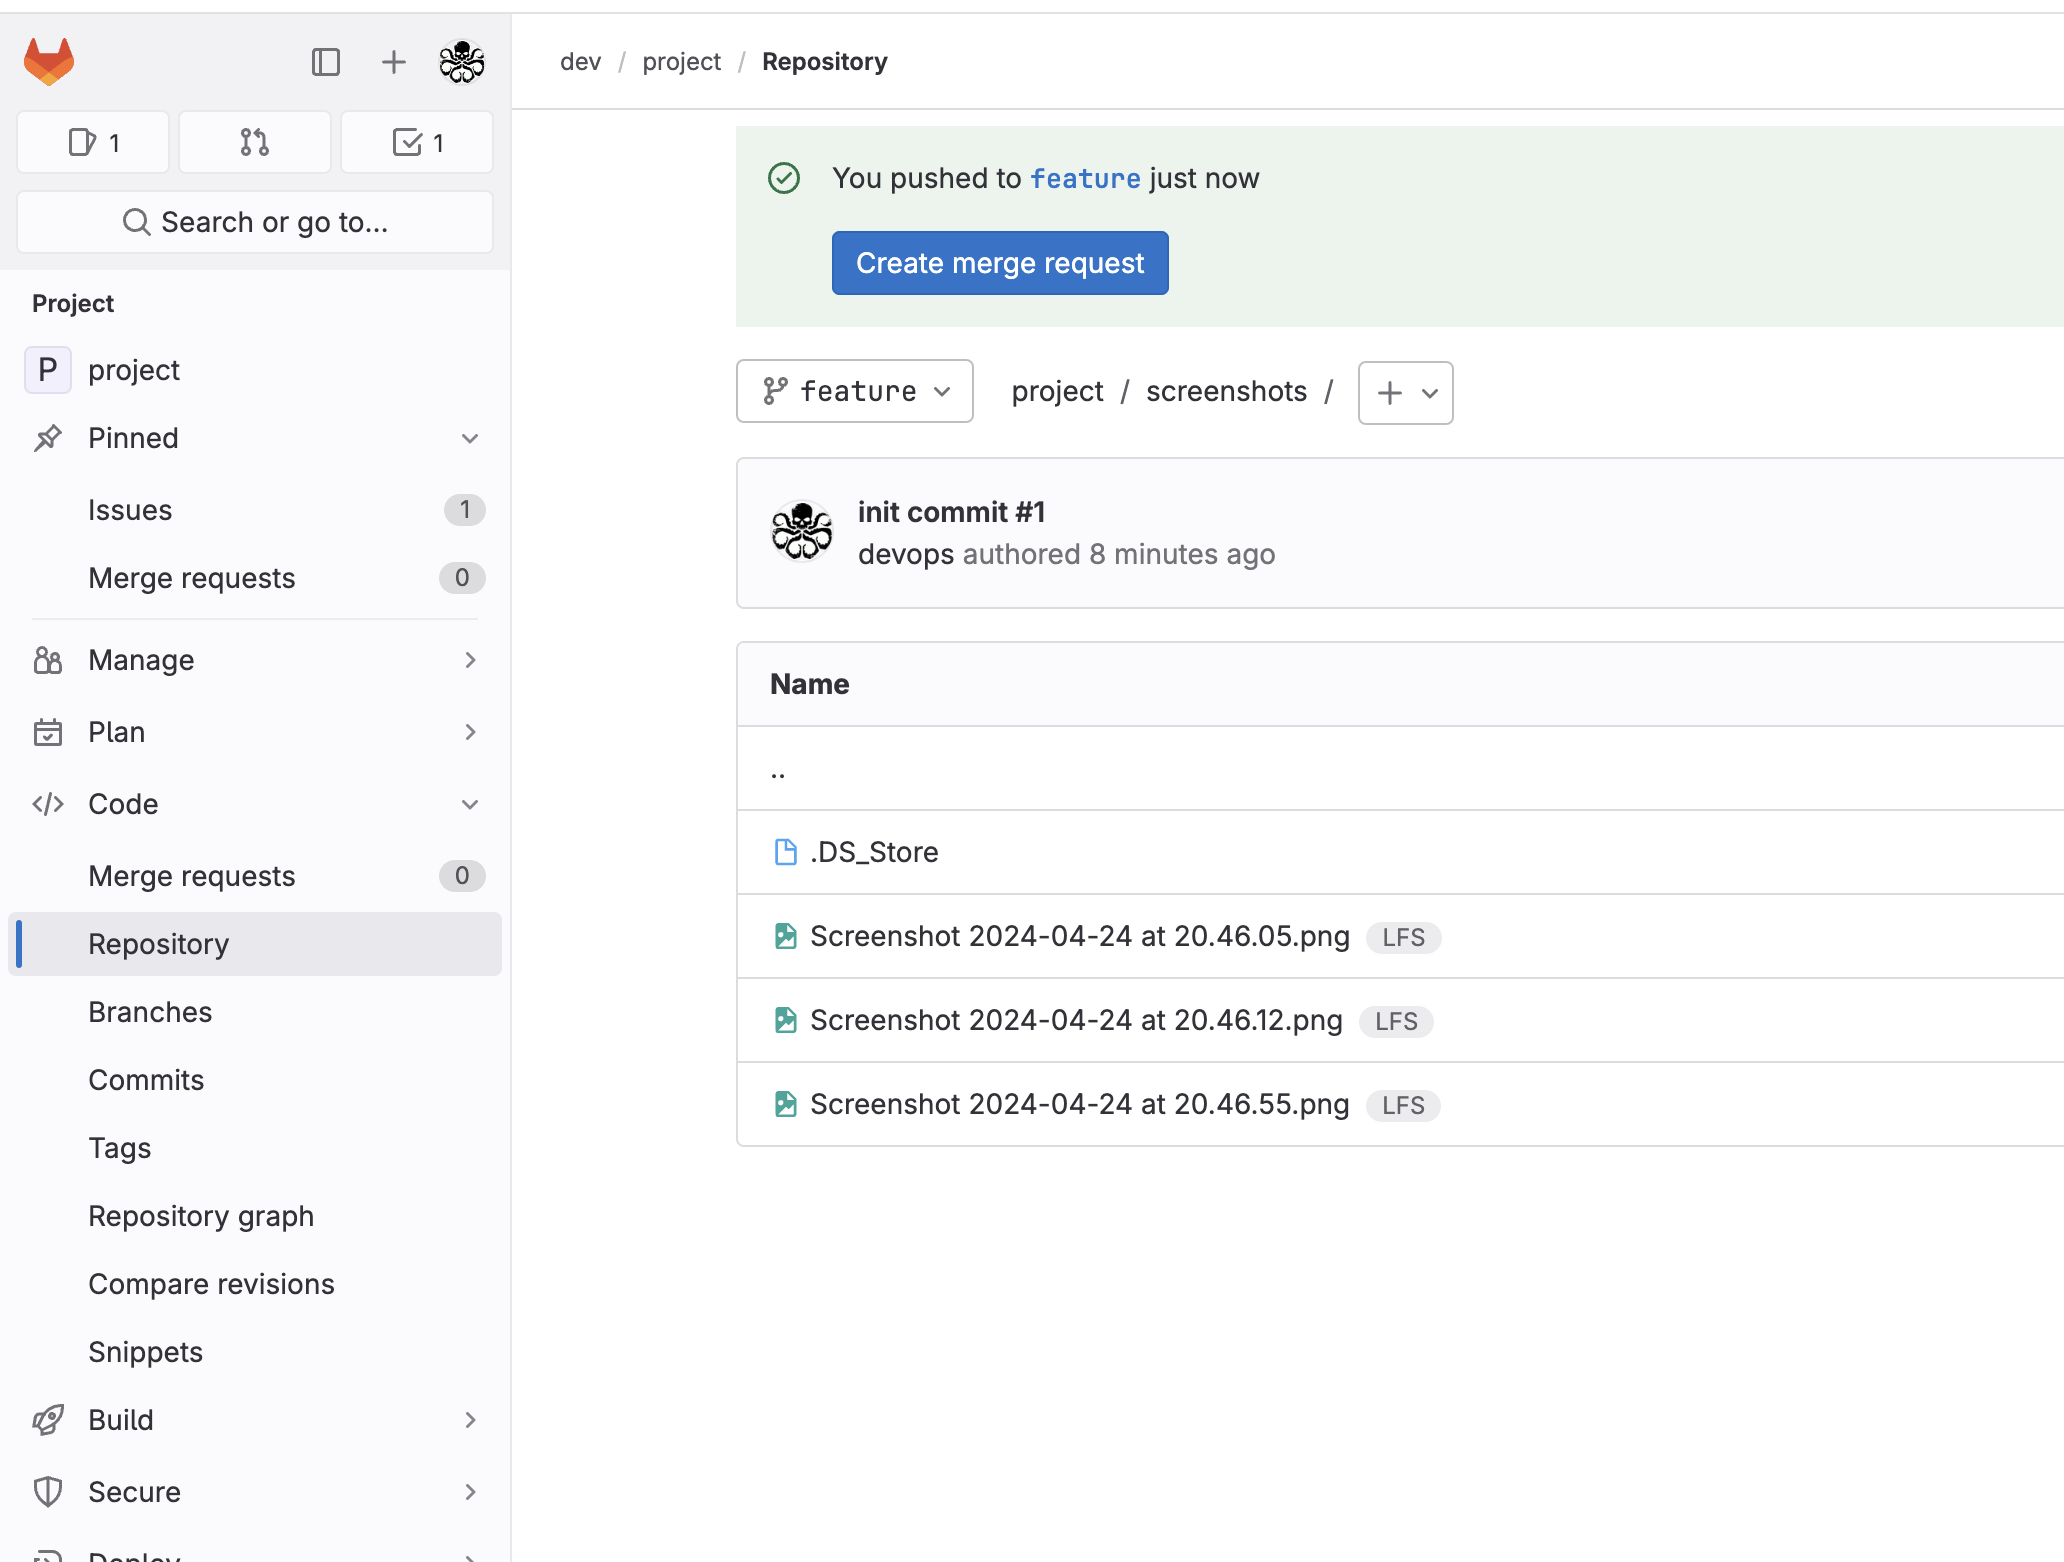 dev / project / Repository
1
1
Search or go to...
Project
P project
Pinned
Issues 1
Merge requests 0
Manage
Plan
Code
Merge requests 0
Repository
Branches
Commits
Tags
Repository graph
Compare revisions
Snippets
Build
Secure
Deploy
You pushed to feature just now
Create merge request
feature
project / screenshots /
init commit #1
devops authored 8 minutes ago
Name
..
.DS_Store
Screenshot 2024-04-24 at 20.46.05.png LFS
Screenshot 2024-04-24 at 20.46.12.png LFS
Screenshot 2024-04-24 at 20.46.55.png LFS